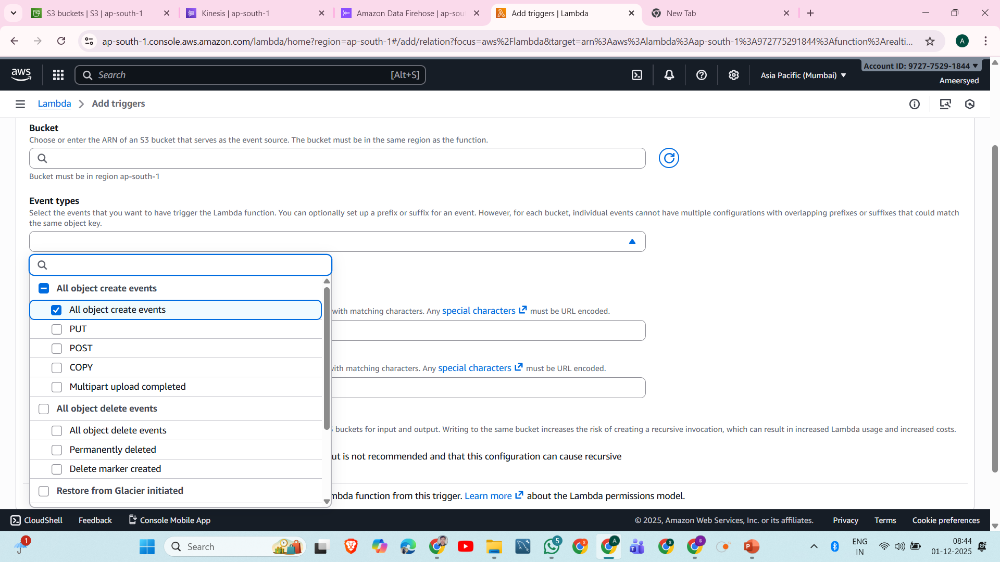 S3 buckets | S3 | ap-south-1
Kinesis | ap-south-1
Amazon Data Firehose | ap-sou
Add triggers | Lambda
New Tab
ap-south-1.console.aws.amazon.com/lambda/home?region=ap-south-1#/add/relation?focus=aws%2Flambda&target=arn%3Aaws%3Alambda%3Aap-south-1%3A972775291844%3Afunction%3Arealti...
A
aws
Search
[Alt+S]
Asia Pacific (Mumbai)
Account ID: 9727-7529-1844
Ameersyed
Lambda
Add triggers
Bucket
Choose or enter the ARN of an S3 bucket that serves as the event source. The bucket must be in the same region as the function.
Bucket must be in region ap-south-1
Event types
Select the events that you want to have trigger the Lambda function. You can optionally set up a prefix or suffix for an event. However, for each bucket, individual events cannot have multiple configurations with overlapping prefixes or suffixes that could match
the same object key.
All object create events
All object create events
with matching characters. Any special characters must be URL encoded.
PUT
POST
COPY
with matching characters. Any special characters must be URL encoded.
Multipart upload completed
All object delete events
All object delete events
buckets for input and output. Writing to the same bucket increases the risk of creating a recursive invocation, which can result in increased Lambda usage and increased costs.
Permanently deleted
ut is not recommended and that this configuration can cause recursive
Delete marker created
Restore from Glacier initiated
mbda function from this trigger. Learn more about the Lambda permissions model.
CloudShell
Feedback
Console Mobile App
© 2025, Amazon Web Services, Inc. or its affiliates.
Privacy
Terms
Cookie preferences
1
Search
5
ENG
IN
08:44
01-12-2025